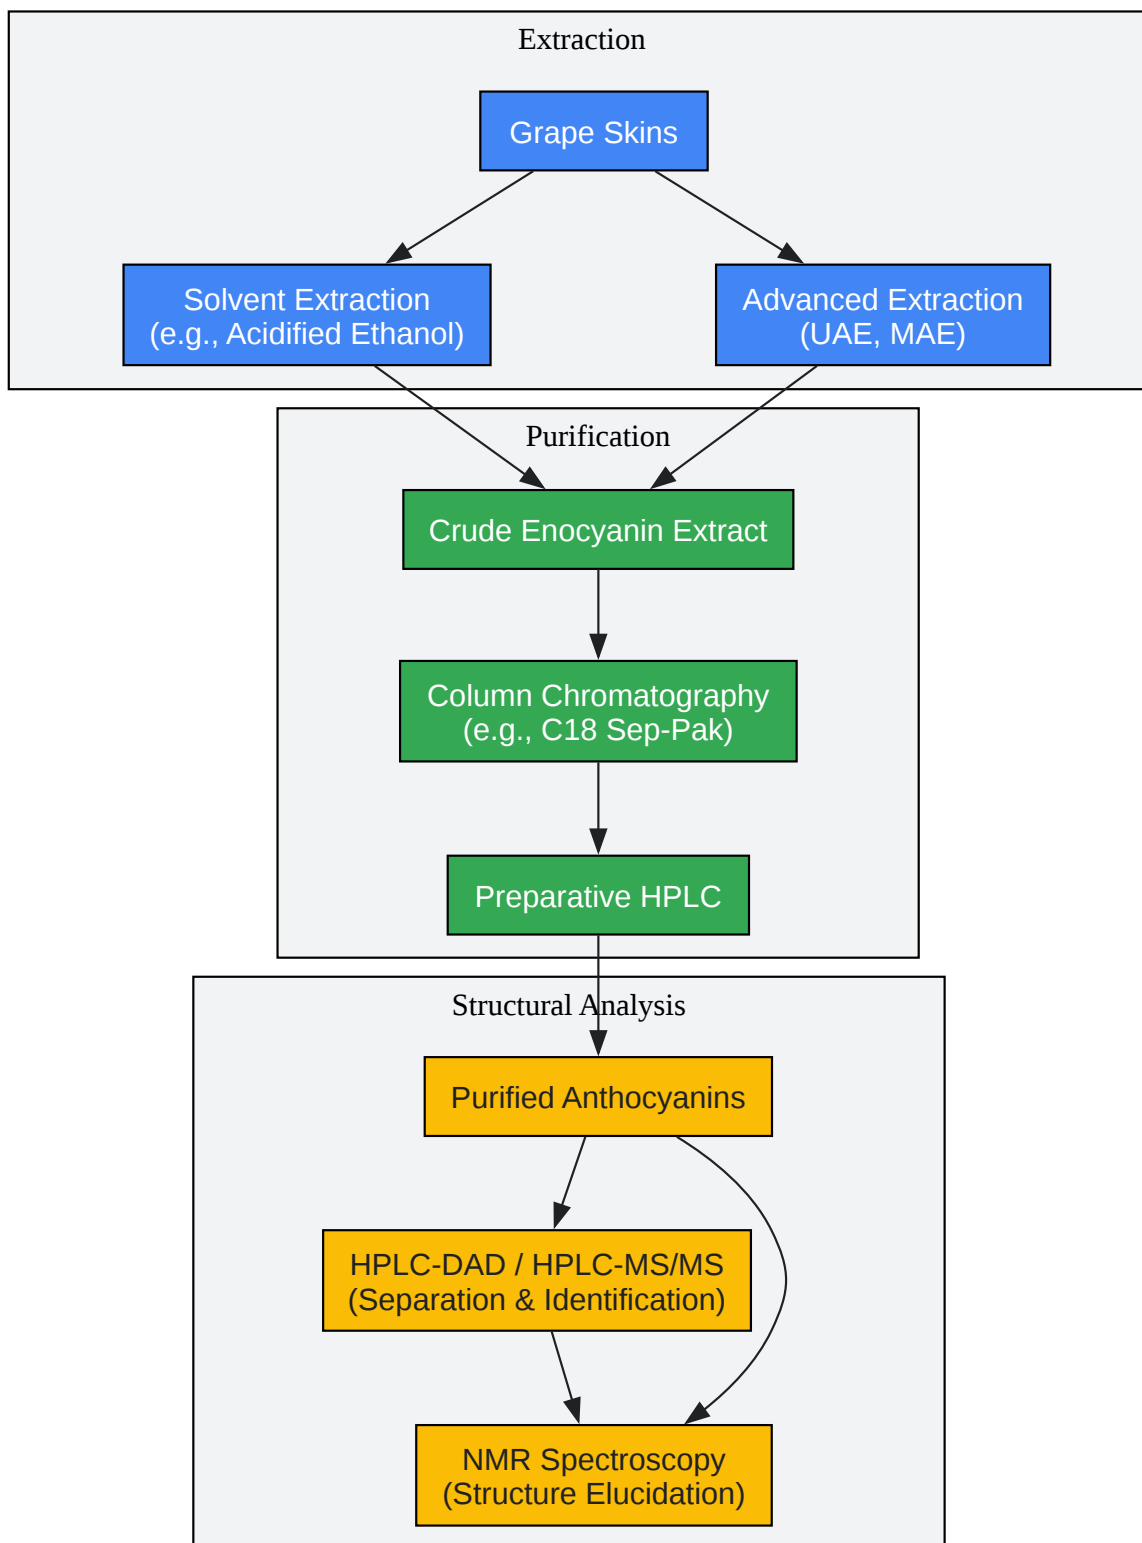 Extraction
Grape Skins
Solvent Extraction
(e.g., Acidified Ethanol)
Advanced Extraction
(UAE, MAE)
Purification
Crude Enocyanin Extract
Column Chromatography
(e.g., C18 Sep-Pak)
Preparative HPLC
Structural Analysis
Purified Anthocyanins
HPLC-DAD / HPLC-MS/MS
(Separation & Identification)
NMR Spectroscopy
(Structure Elucidation)